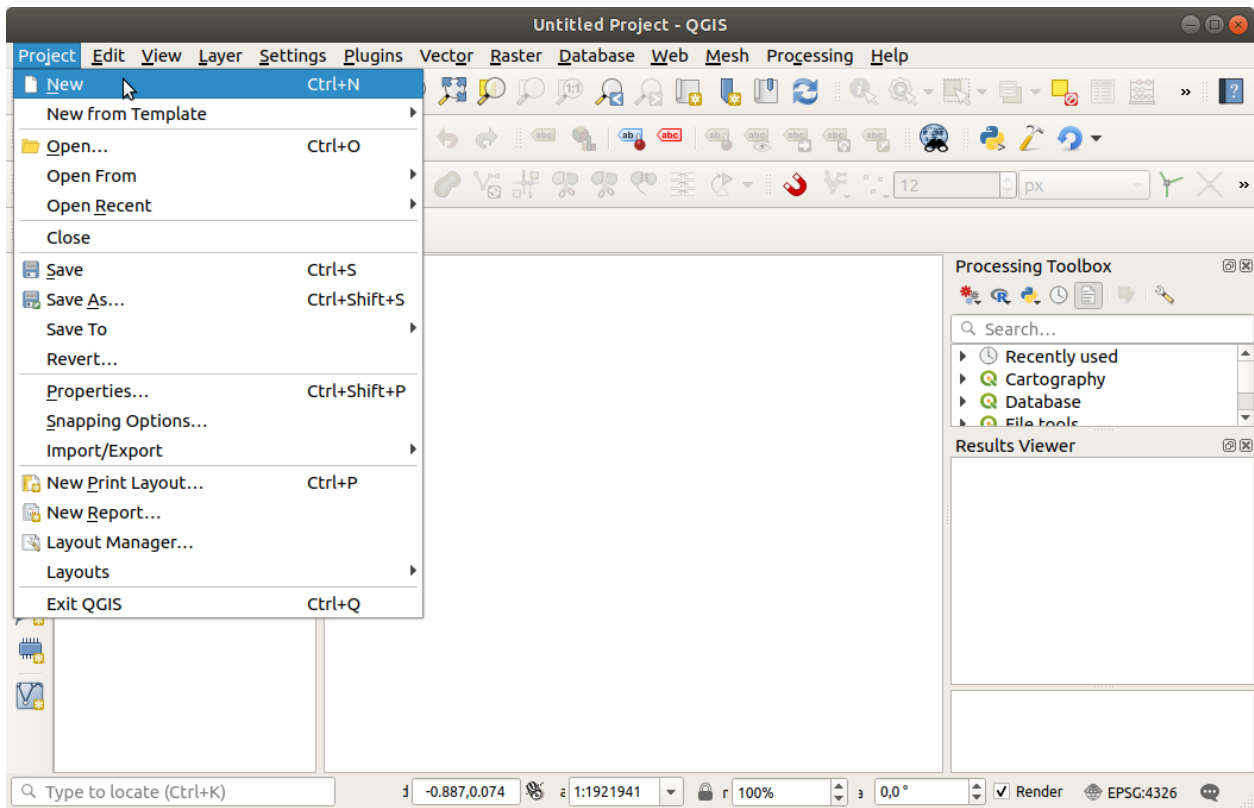 Untitled Project - QGIS
Project Edit View Layer Settings Plugins Vector Raster Database Web Mesh Processing Help
New Ctrl+N
New from Template
Open... Ctrl+O
Open From
Open Recent
Close
Save Ctrl+S
Save As... Ctrl+Shift+S
Save To
Revert...
Properties... Ctrl+Shift+P
Snapping Options...
Import/Export
New Print Layout... Ctrl+P
New Report...
Layout Manager...
Layouts
Exit QGIS Ctrl+Q
12 px
Processing Toolbox
Search...
Recently used
Cartography
Database
File tools
Results Viewer
Type to locate (Ctrl+K) -0.887,0.074 1:1921941 100% 0,0 ° Render EPSG:4326